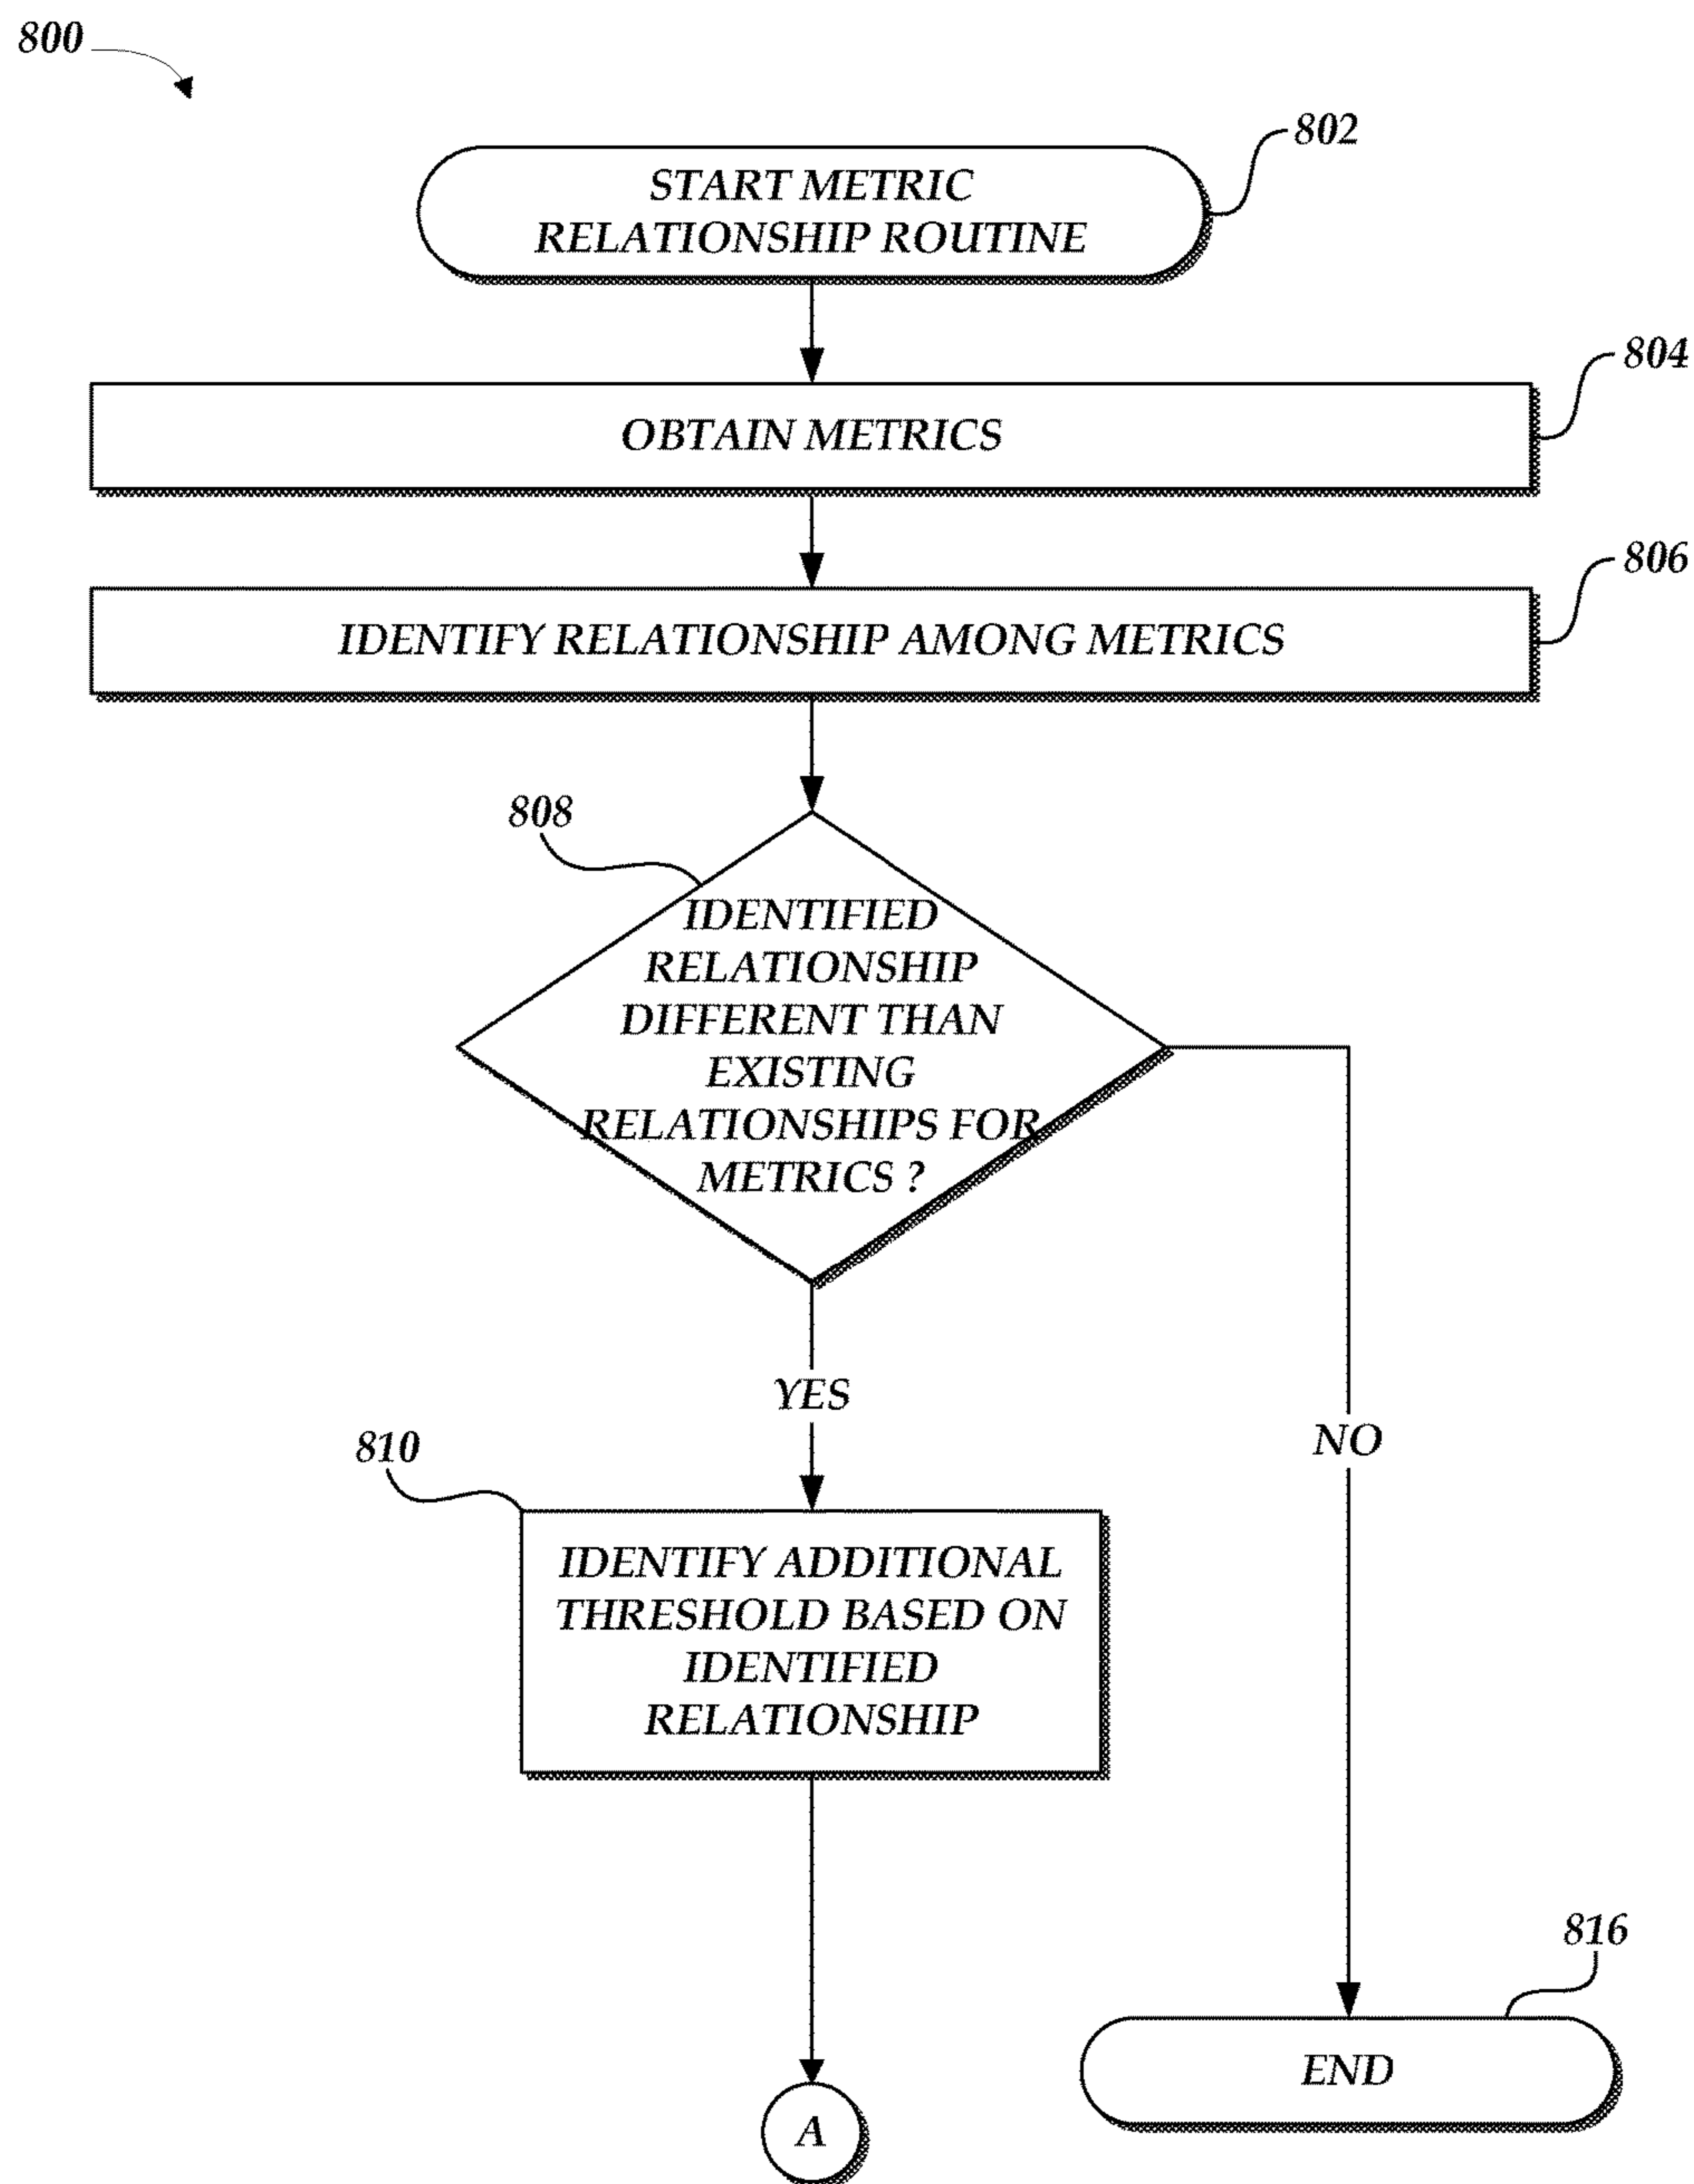 800
802
START METRIC
RELATIONSHIP ROUTINE
804
OBTAIN METRICS
806
IDENTIFY RELATIONSHIP AMONG METRICS
808
IDENTIFIED
RELATIONSHIP
DIFFERENT THAN
EXISTING
RELATIONSHIPS FOR
METRICS ?
YES
NO
810
IDENTIFY ADDITIONAL
THRESHOLD BASED ON
IDENTIFIED
RELATIONSHIP
816
END
A